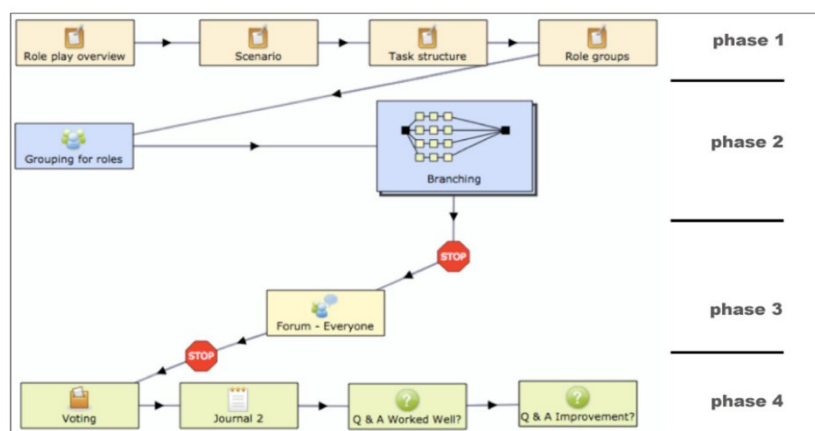 Role play overview
Scenario
Task structure
Role groups
phase 1
Grouping for roles
Branching
phase 2
STOP
Forum - Everyone
phase 3
STOP
Voting
Journal 2
Q & A Worked Well?
Q & A Improvement?
phase 4